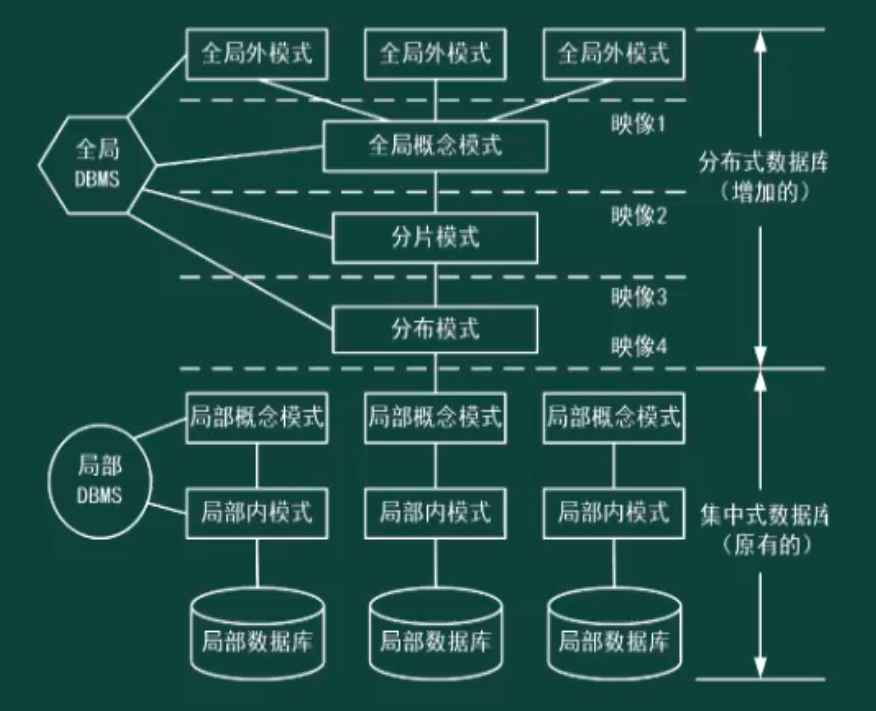 全局外模式
全局外模式
全局外模式
映像1
全局
DBMS
全局概念模式
分布式数据库
（增加的）
映像2
分片模式
映像3
分布模式
映像4
局部概念模式
局部概念模式
局部概念模式
局部
DBMS
局部内模式
局部内模式
局部内模式
集中式数据库
（原有的）
局部数据库
局部数据库
局部数据库